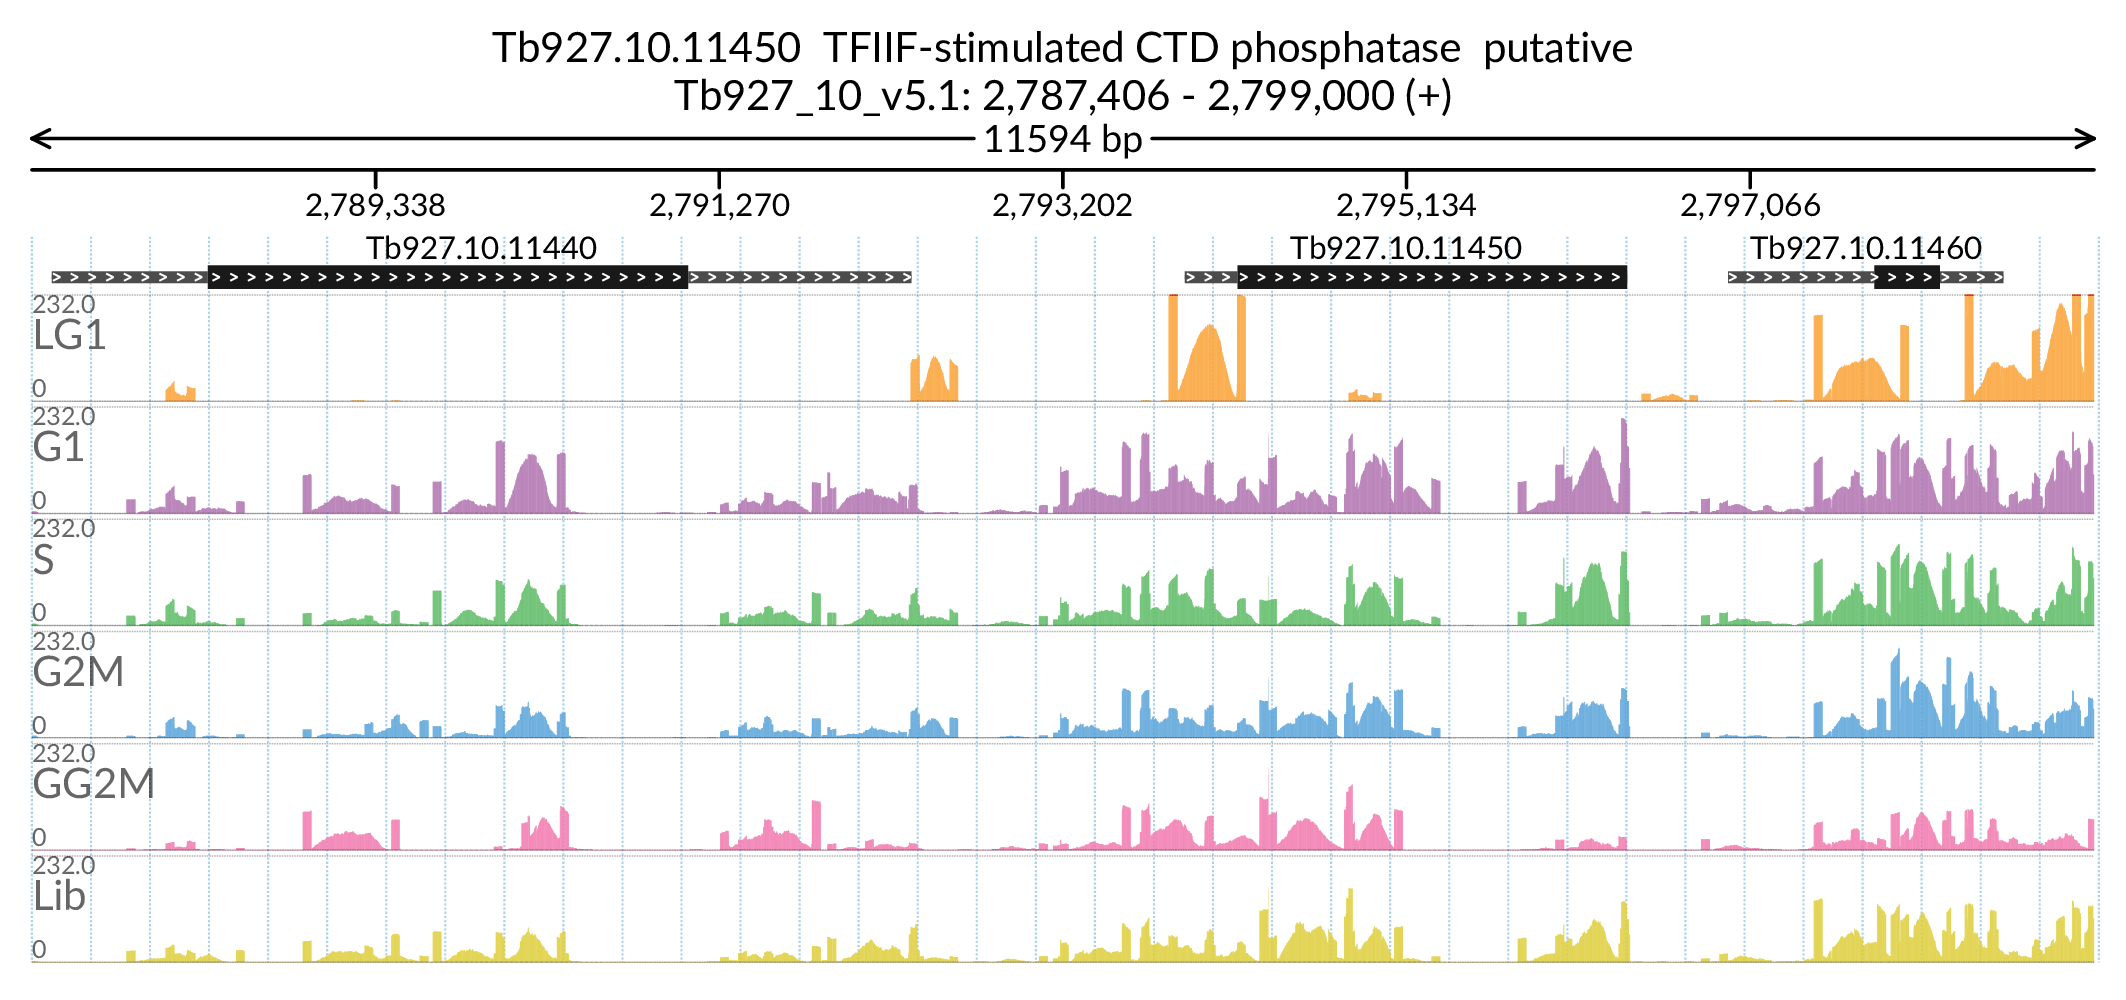 Tb927.10.11450  TFIIF-stimulated CTD phosphatase  putative
Tb927_10_v5.1: 2,787,406 - 2,799,000 (+)
11594 bp
2,789,338 2,791,270 2,793,202 2,795,134 2,797,066
Tb927.10.11440 Tb927.10.11450 Tb927.10.11460
232.0
LG1
0
232.0
G1
0
232.0
S
0
232.0
G2M
0
232.0
GG2M
0
232.0
Lib
0